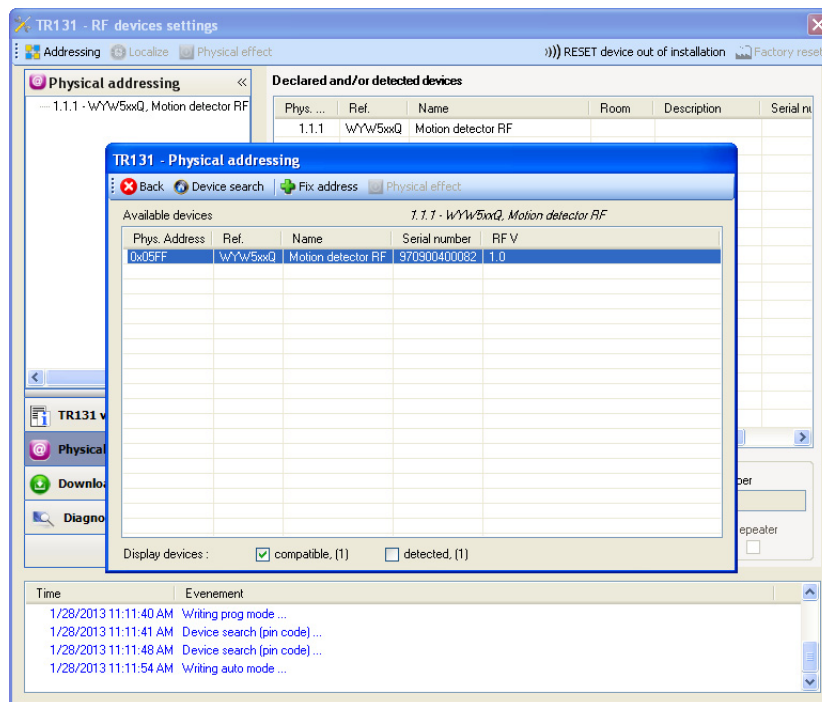 TR131 - RF devices settings
Addressing Localize Physical effect ))) RESET device out of installation Factory reset
Physical addressing «
1.1.1 - WYW5xxQ, Motion detector RF
Declared and/or detected devices
Phys. ... Ref. Name Room Description Serial nu
1.1.1 WYW5xxQ Motion detector RF
TR131 - Physical addressing
Back Device search Fix address Physical effect
Available devices 1.1.1 - WYW5xxQ, Motion detector RF
Phys. Address Ref. Name Serial number RF V
0x05FF WYW5xxQ Motion detector RF 970900400082 1.0
TR131 v
Physical
Downloa
Diagno
ber
epeater
Display devices : compatible, (1) detected, (1)
Time Evenement
1/28/2013 11:11:40 AM Writing prog mode ...
1/28/2013 11:11:41 AM Device search (pin code) ...
1/28/2013 11:11:48 AM Device search (pin code) ...
1/28/2013 11:11:54 AM Writing auto mode ...